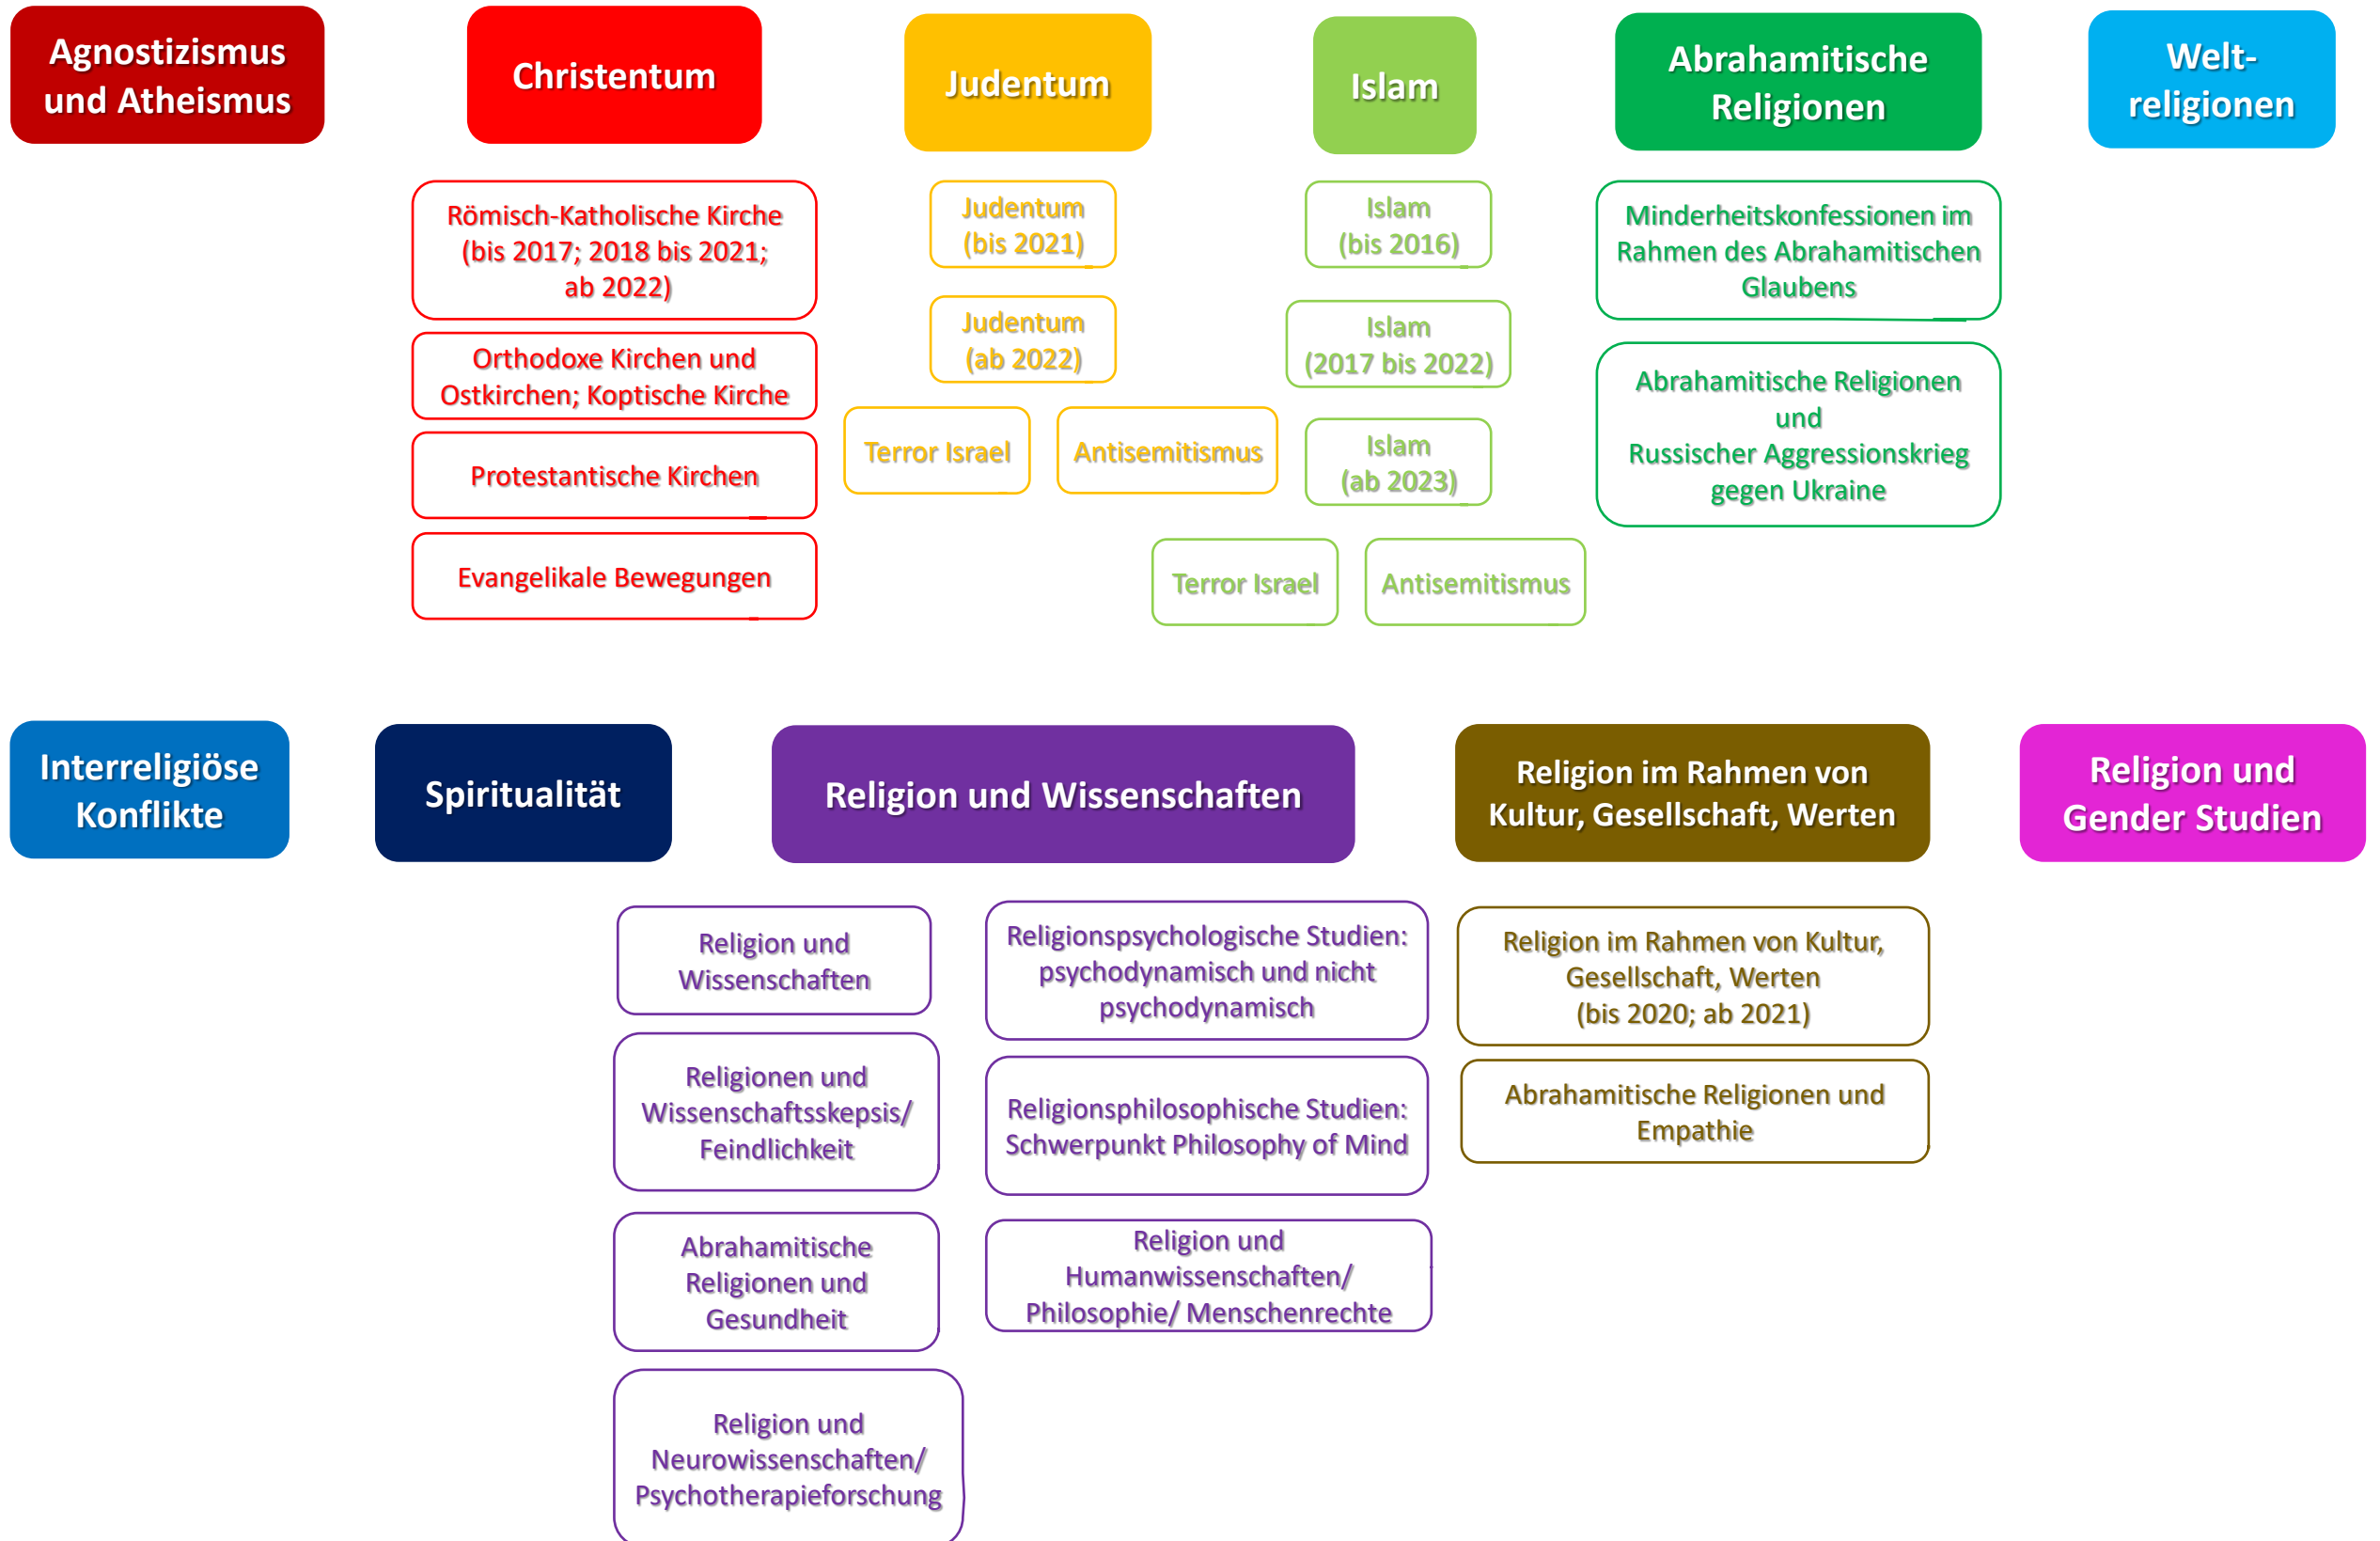 Agnostizismus
und Atheismus
Christentum
Judentum
Islam
Abrahamitische
Religionen
Welt-
religionen
Römisch-Katholische Kirche
(bis 2017; 2018 bis 2021;
ab 2022)
Orthodoxe Kirchen und
Ostkirchen; Koptische Kirche
Protestantische Kirchen
Evangelikale Bewegungen
Judentum
(bis 2021)
Judentum
(ab 2022)
Terror Israel
Antisemitismus
Islam
(bis 2016)
Islam
(2017 bis 2022)
Islam
(ab 2023)
Terror Israel
Antisemitismus
Minderheitskonfessionen im
Rahmen des Abrahamitischen
Glaubens
Abrahamitische Religionen
und
Russischer Aggressionskrieg
gegen Ukraine
Interreligiöse
Konflikte
Spiritualität
Religion und Wissenschaften
Religion im Rahmen von
Kultur, Gesellschaft, Werten
Religion und
Gender Studien
Religion und
Wissenschaften
Religionen und
Wissenschaftsskepsis/
Feindlichkeit
Abrahamitische
Religionen und
Gesundheit
Religion und
Neurowissenschaften/
Psychotherapieforschung
Religionspsychologische Studien:
psychodynamisch und nicht
psychodynamisch
Religionsphilosophische Studien:
Schwerpunkt Philosophy of Mind
Religion und
Humanwissenschaften/
Philosophie/ Menschenrechte
Religion im Rahmen von Kultur,
Gesellschaft, Werten
(bis 2020; ab 2021)
Abrahamitische Religionen und
Empathie